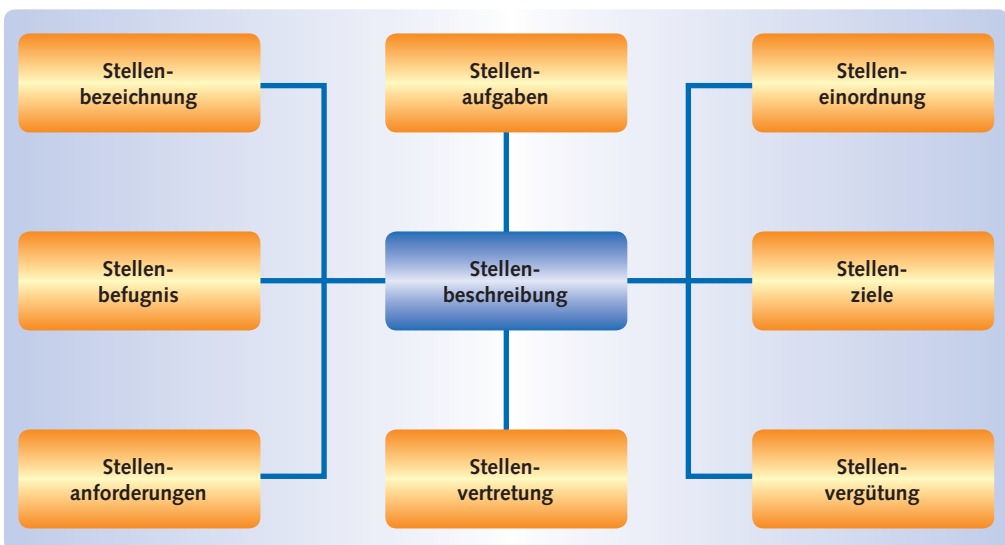 Stellen-
bezeichnung
Stellen-
aufgaben
Stellen-
einordnung
Stellen-
befugnis
Stellen-
beschreibung
Stellen-
ziele
Stellen-
anforderungen
Stellen-
vertretung
Stellen-
vergütung